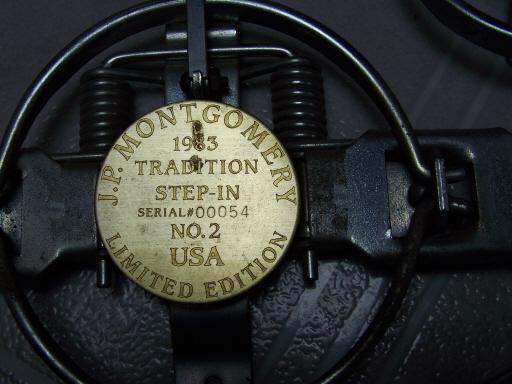 J.P. MONTGOMERY
1983
TRADITION
STEP-IN
SERIAL#00054
NO.2
USA
LIMITED EDITION